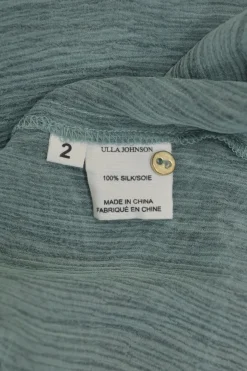 2
ULLA JOHNSON
100% SILK/SOIE
MADE IN CHINA
FABRIQUÉ EN CHINE